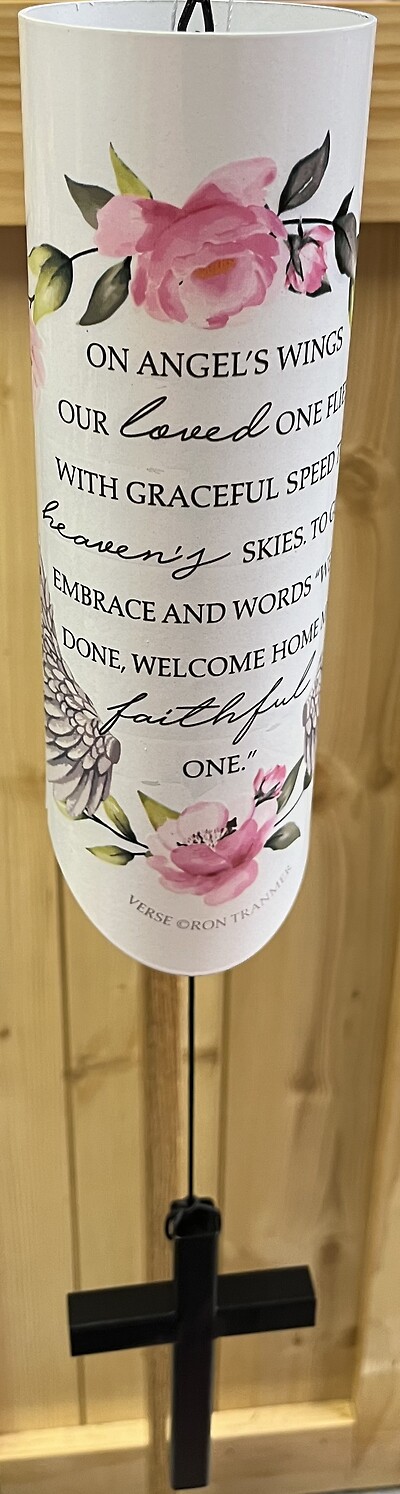 ON ANGEL'S WINGS
OUR loved ONE
WITH GRACEFUL SPEED
heaven's SKIES. TO
EMBRACE AND WORDS
DONE, WELCOME HOME
faithful
ONE."
VERSE ©RON TRANMER